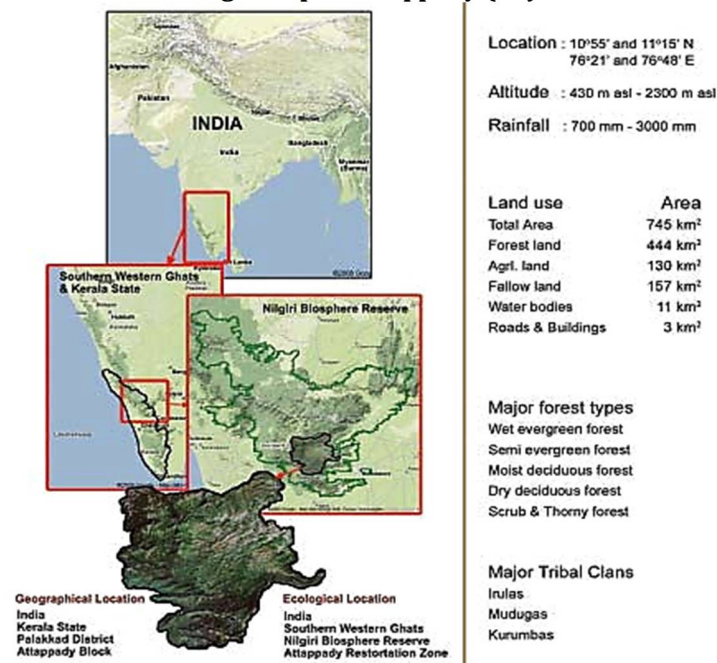 Afghanistan
Pakistan
INDIA
India
Bangladesh
Myanmar
(Burma)
Southern Western Ghats
& Kerala State
Nilgiri Biosphere Reserve
Geographical Location
India
Kerala State
Palakkad District
Attappady Block
Ecological Location
India
Southern Western Ghats
Nilgiri Biosphere Reserve
Attappady Restortation Zone
Location : 10°55' and 11°15' N
76°21' and 76°48' E
Altitude : 430 m asl - 2300 m asl
Rainfall : 700 mm - 3000 mm
Land use Area
Total Area 745 km²
Forest land 444 km²
Agrl. land 130 km²
Fallow land 157 km²
Water bodies 11 km²
Roads & Buildings 3 km²
Major forest types
Wet evergreen forest
Semi evergreen forest
Moist deciduous forest
Dry deciduous forest
Scrub & Thorny forest
Major Tribal Clans
Irulas
Mudugas
Kurumbas